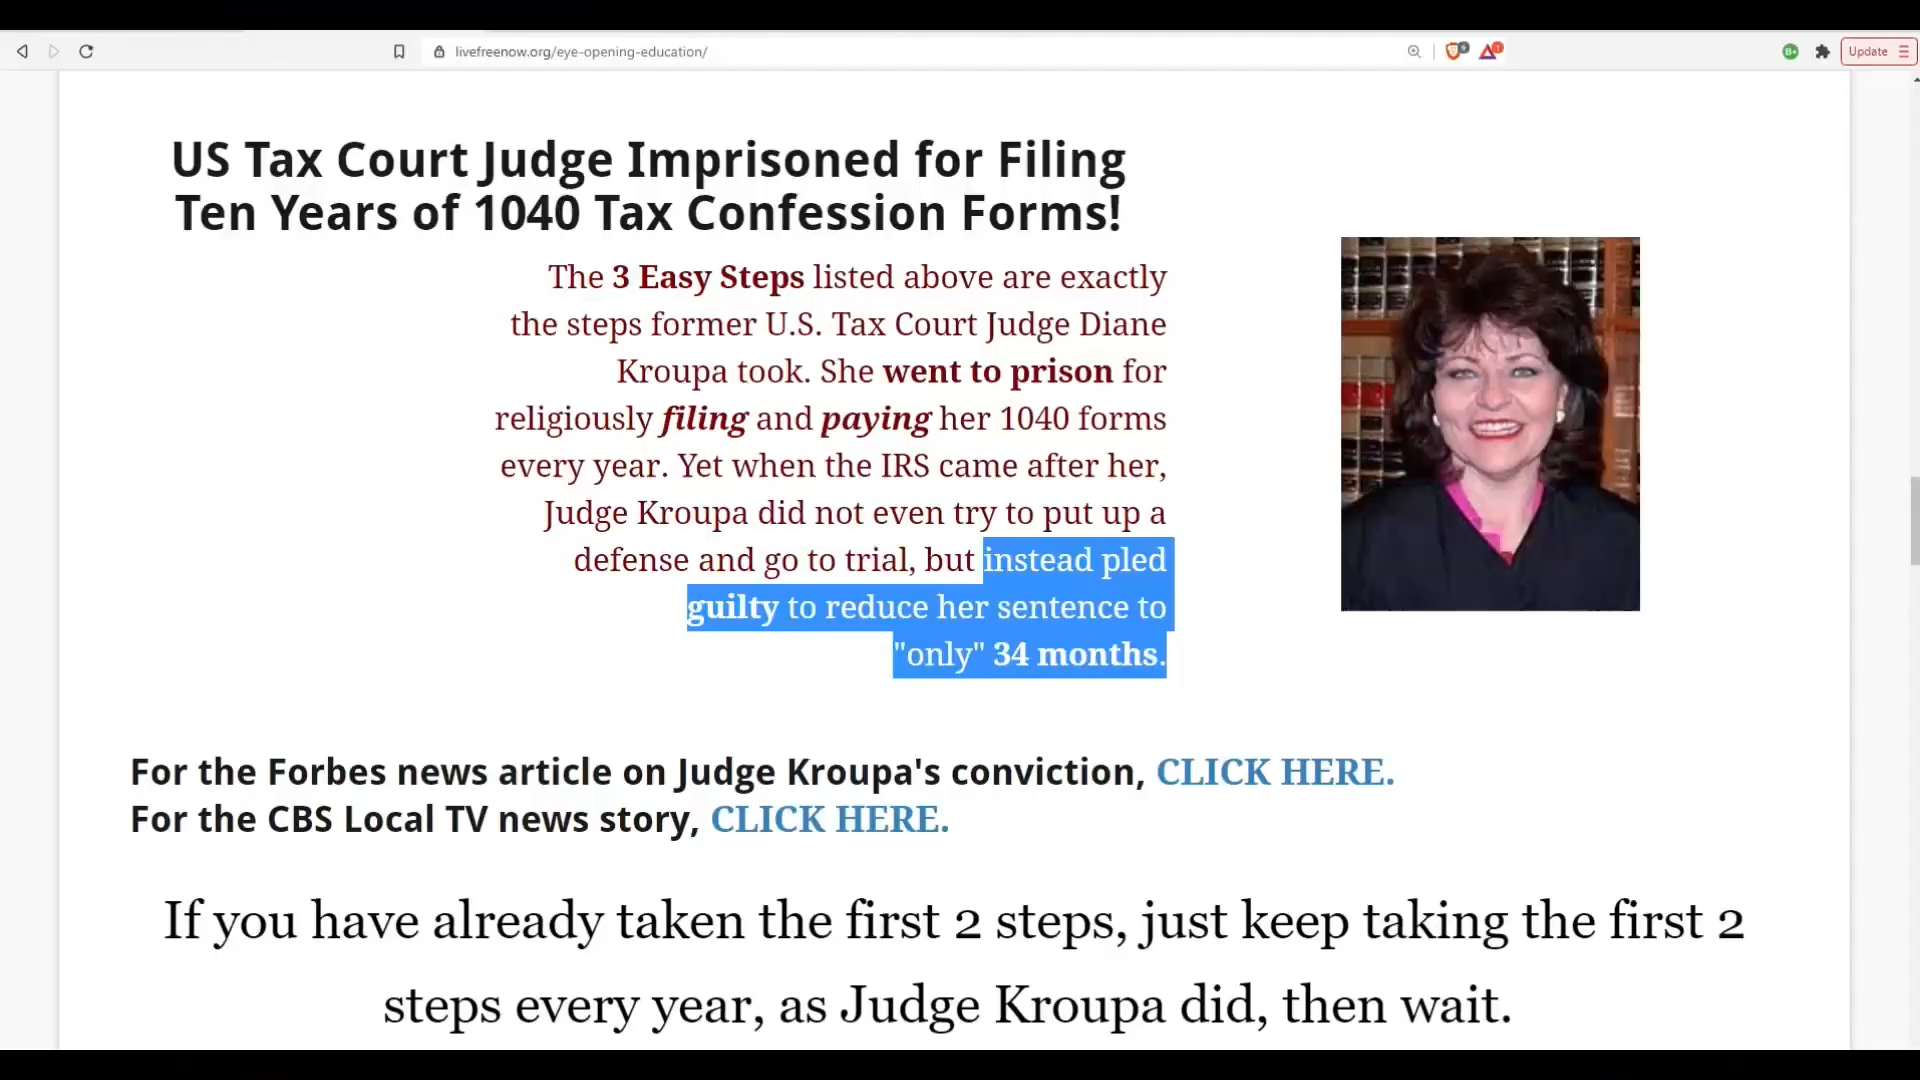 livefreenow.org/eye-opening-education/
Update
US Tax Court Judge Imprisoned for Filing
Ten Years of 1040 Tax Confession Forms!
The 3 Easy Steps listed above are exactly
the steps former U.S. Tax Court Judge Diane
Kroupa took. She went to prison for
religiously filing and paying her 1040 forms
every year. Yet when the IRS came after her,
Judge Kroupa did not even try to put up a
defense and go to trial, but instead pled
guilty to reduce her sentence to
"only" 34 months.
For the Forbes news article on Judge Kroupa's conviction, CLICK HERE.
For the CBS Local TV news story, CLICK HERE.
If you have already taken the first 2 steps, just keep taking the first 2
steps every year, as Judge Kroupa did, then wait.